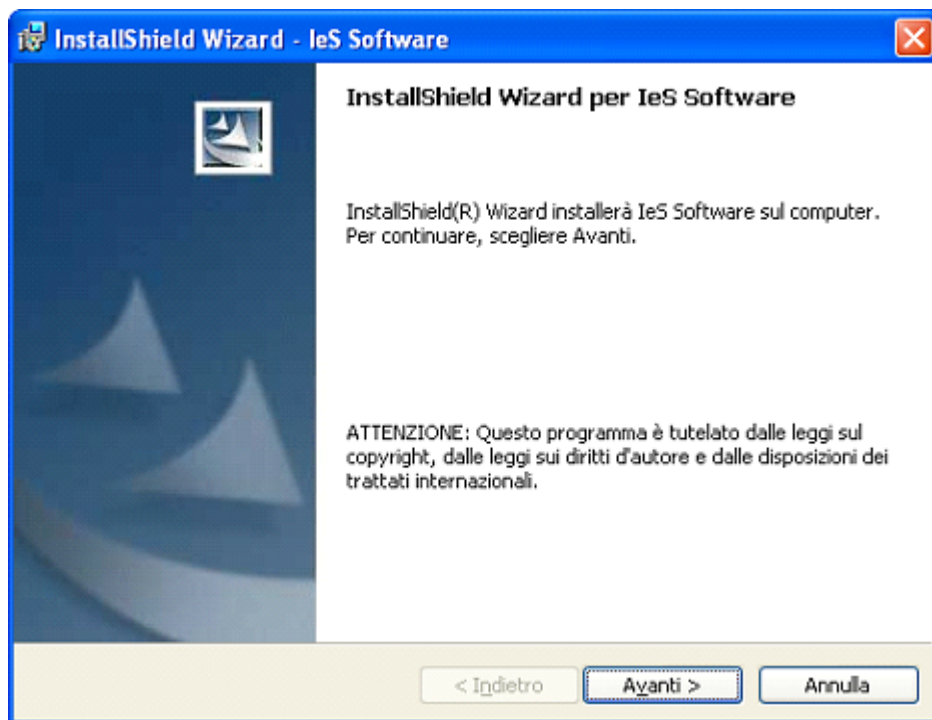 InstallShield Wizard - IeS Software
InstallShield Wizard per IeS Software
InstallShield(R) Wizard installerà IeS Software sul computer.
Per continuare, scegliere Avanti.
ATTENZIONE: Questo programma è tutelato dalle leggi sul
copyright, dalle leggi sui diritti d'autore e dalle disposizioni dei
trattati internazionali.
< Indietro
Avanti >
Annulla